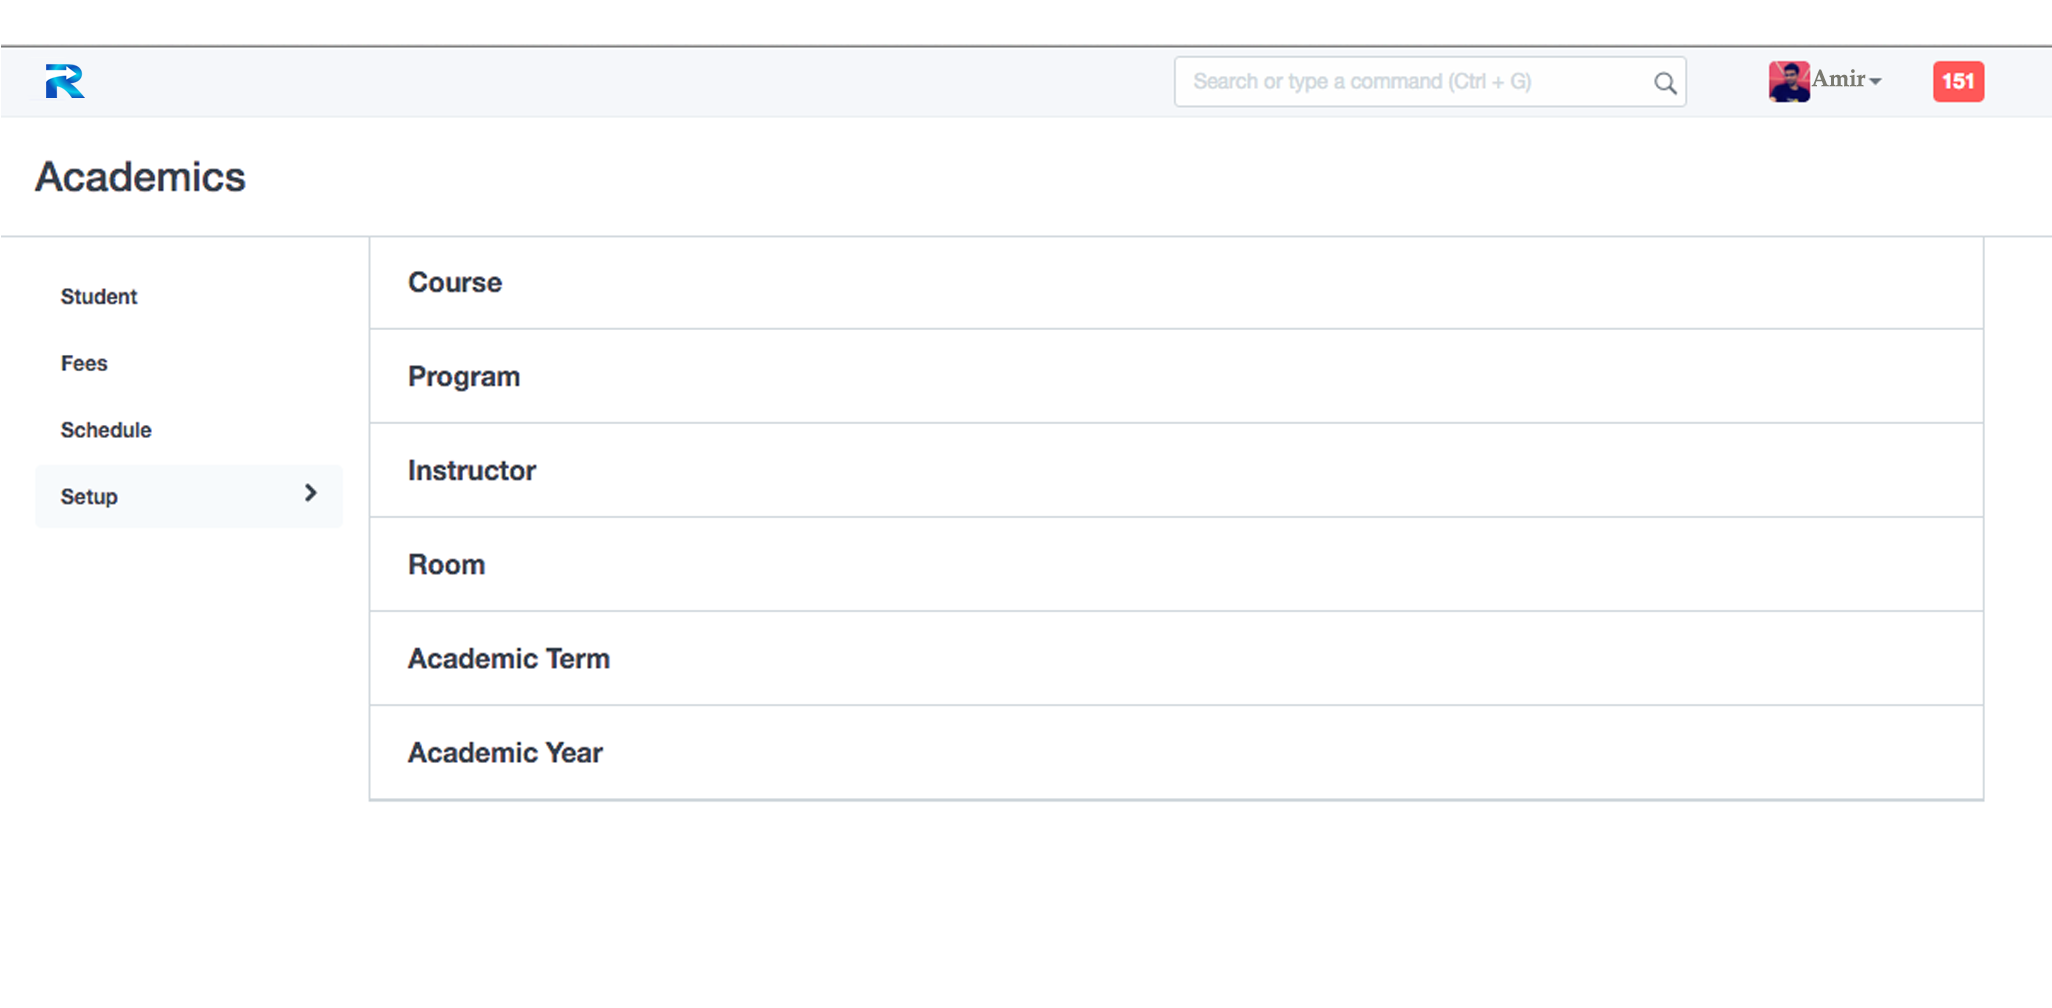 Search or type a command (Ctrl + G)
Amir
151
Academics
Student
Fees
Schedule
Setup
Course
Program
Instructor
Room
Academic Term
Academic Year